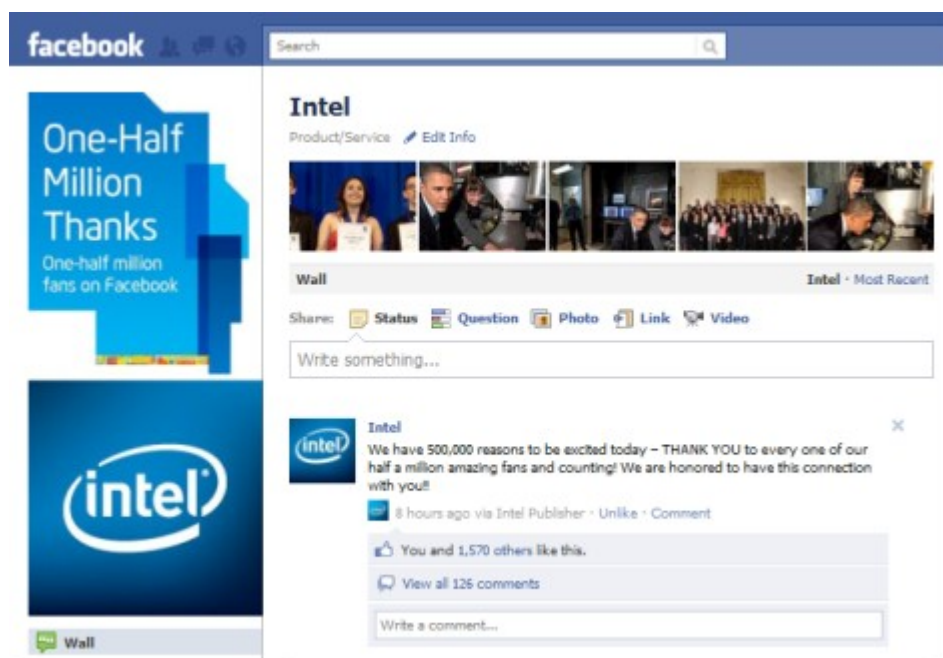 facebook
Search
One-Half
Million
Thanks
One-half million
fans on Facebook
intel
Wall
Intel
Product/Service Edit Info
Wall Intel · Most Recent
Share: Status Question Photo Link Video
Write something...
intel
Intel
We have 500,000 reasons to be excited today – THANK YOU to every one of our
half a million amazing fans and counting! We are honored to have this connection
with you!!
8 hours ago via Intel Publisher · Unlike · Comment
You and 1,570 others like this.
View all 126 comments
Write a comment...